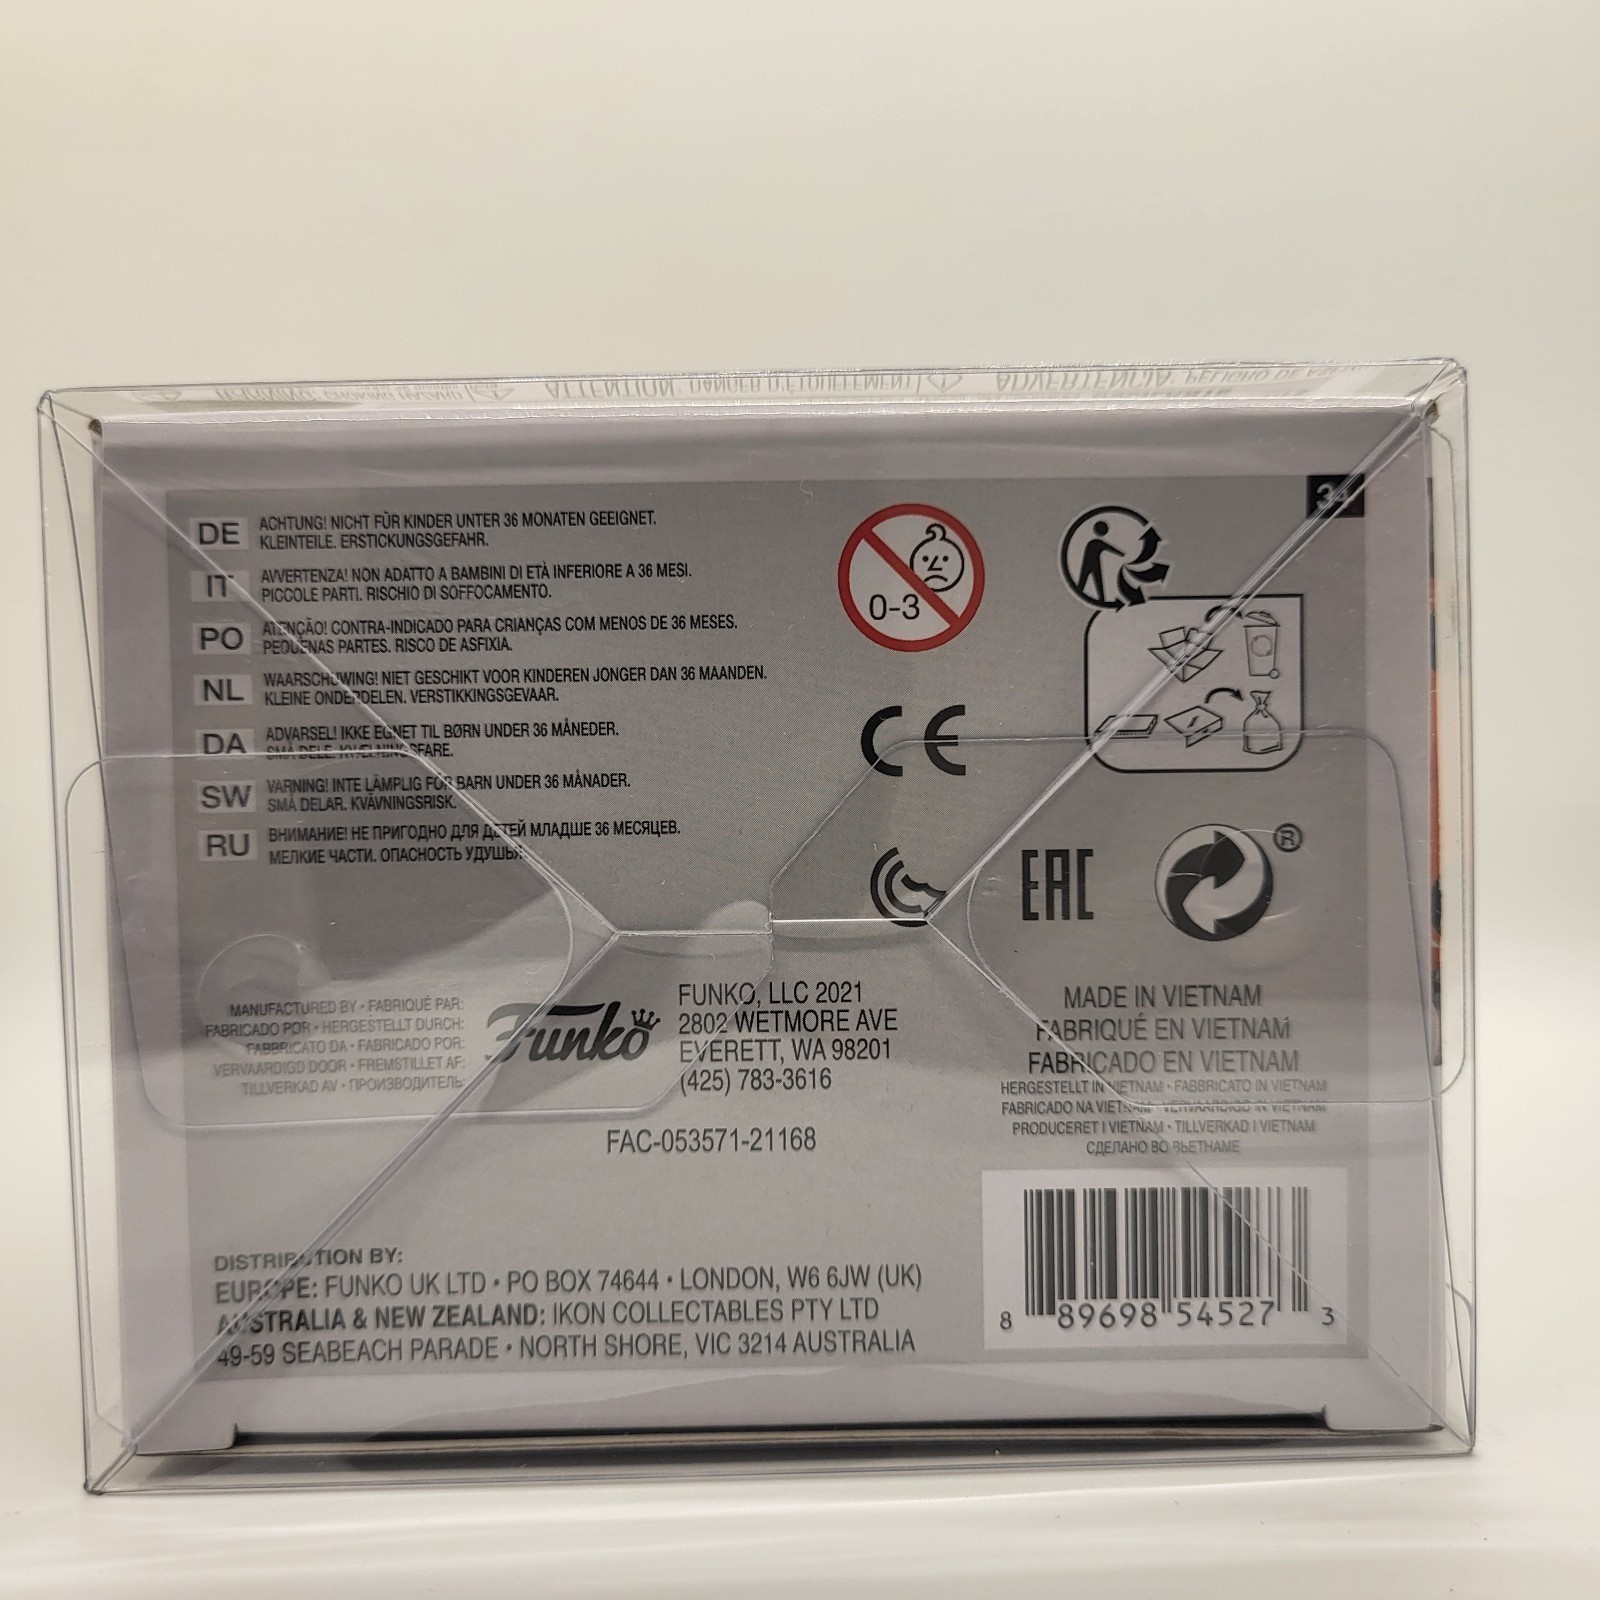 ATTENTION: DANGER D'ÉTOUFFEMENT
DE
ACHTUNG! NICHT FÜR KINDER UNTER 36 MONATEN GEEIGNET.
KLEINTEILE. ERSTICKUNGSGEFAHR.
IT
AVVERTENZA! NON ADATTO A BAMBINI DI ETÀ INFERIORE A 36 MESI.
PICCOLE PARTI. RISCHIO DI SOFFOCAMENTO.
PO
ATENÇÃO! CONTRA-INDICADO PARA CRIANÇAS COM MENOS DE 36 MESES.
PEQUENAS PARTES. RISCO DE ASFIXIA.
NL
WAARSCHUWING! NIET GESCHIKT VOOR KINDEREN JONGER DAN 36 MAANDEN.
KLEINE ONDERDELEN. VERSTIKKINGSGEVAAR.
DA
ADVARSEL! IKKE EGNET TIL BØRN UNDER 36 MÅNEDER.
SMÅ DELE. KVÆLNINGSFARE.
SW
VARNING! INTE LÄMPLIG FÖR BARN UNDER 36 MÅNADER.
SMÅ DELAR. KVÄVNINGSRISK.
RU
ВНИМАНИЕ! НЕ ПРИГОДНО ДЛЯ ДЕТЕЙ МЛАДШЕ 36 МЕСЯЦЕВ.
МЕЛКИЕ ЧАСТИ. ОПАСНОСТЬ УДУШЬЯ.
0-3
CE
EAC
®
MANUFACTURED BY • FABRIQUÉ PAR:
FABRICADO POR • HERGESTELLT DURCH:
FABBRICATO DA • FABRICADO POR:
VERVAARDIGD DOOR • FREMSTILLET AF:
TILLVERKAD AV • ПРОИЗВОДИТЕЛЬ:
Funko
FUNKO, LLC 2021
2802 WETMORE AVE
EVERETT, WA 98201
(425) 783-3616
FAC-053571-21168
MADE IN VIETNAM
FABRIQUÉ EN VIETNAM
FABRICADO EN VIETNAM
HERGESTELLT IN VIETNAM • FABBRICATO IN VIETNAM
FABRICADO NA VIETNAM • VERVAARDIGD IN VIETNAM
PRODUCERET I VIETNAM • TILLVERKAD I VIETNAM
СДЕЛАНО ВО ВЬЕТНАМЕ
DISTRIBUTION BY:
EUROPE: FUNKO UK LTD • PO BOX 74644 • LONDON, W6 6JW (UK)
AUSTRALIA & NEW ZEALAND: IKON COLLECTABLES PTY LTD
49-59 SEABEACH PARADE • NORTH SHORE, VIC 3214 AUSTRALIA
8 89698 54527 3